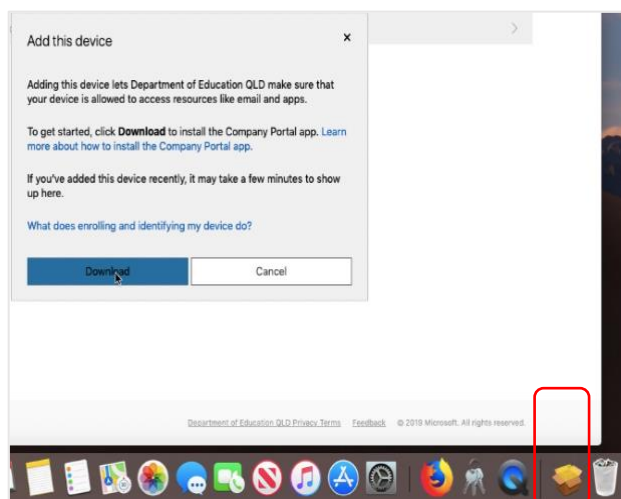 Add this device
Adding this device lets Department of Education QLD make sure that
your device is allowed to access resources like email and apps.
To get started, click Download to install the Company Portal app. Learn
more about how to install the Company Portal app.
If you've added this device recently, it may take a few minutes to show
up here.
What does enrolling and identifying my device do?
Download Cancel
Department of Education QLD Privacy Terms Feedback © 2019 Microsoft. All rights reserved.